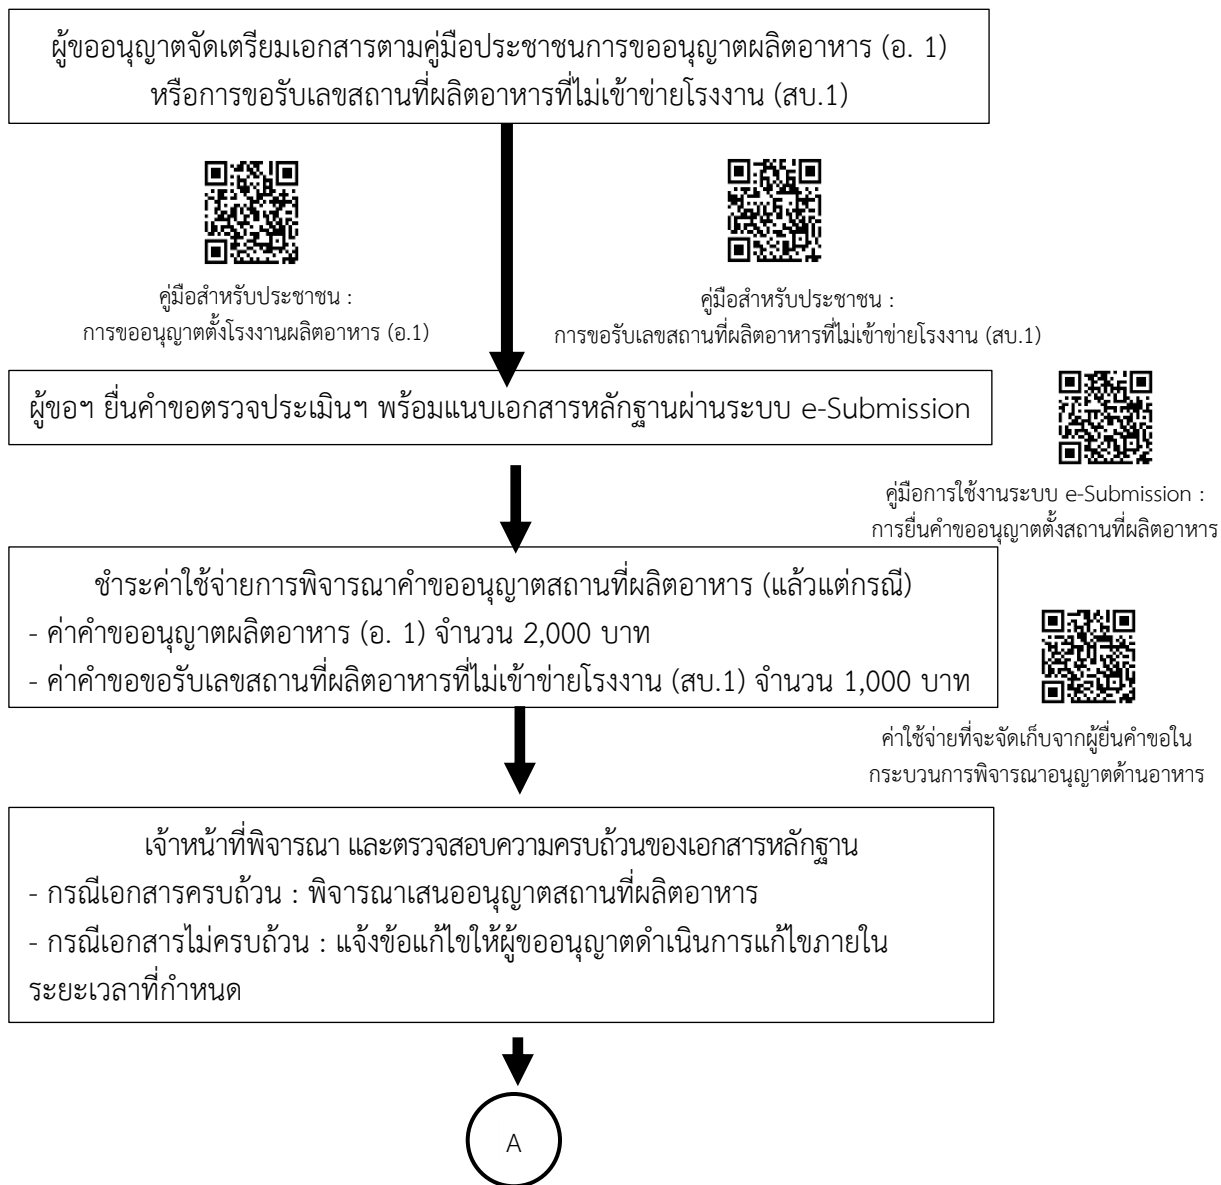 ผู้ขออนุญาตจัดเตรียมเอกสารตามคู่มือประชาชนการขออนุญาตผลิตอาหาร (อ. 1)
หรือการขอรับเลขสถานที่ผลิตอาหารที่ไม่เข้าข่ายโรงงาน (สบ.1)
คู่มือสำหรับประชาชน :
การขออนุญาตตั้งโรงงานผลิตอาหาร (อ.1)
คู่มือสำหรับประชาชน :
การขอรับเลขสถานที่ผลิตอาหารที่ไม่เข้าข่ายโรงงาน (สบ.1)
ผู้ขอฯ ยื่นคำขอตรวจประเมินฯ พร้อมแนบเอกสารหลักฐานผ่านระบบ e-Submission
คู่มือการใช้งานระบบ e-Submission :
การยื่นคำขออนุญาตตั้งสถานที่ผลิตอาหาร
ชำระค่าใช้จ่ายการพิจารณาคำขออนุญาตสถานที่ผลิตอาหาร (แล้วแต่กรณี)
- ค่าคำขออนุญาตผลิตอาหาร (อ. 1) จำนวน 2,000 บาท
- ค่าคำขอขอรับเลขสถานที่ผลิตอาหารที่ไม่เข้าข่ายโรงงาน (สบ.1) จำนวน 1,000 บาท
ค่าใช้จ่ายที่จะจัดเก็บจากผู้ยื่นคำขอใน
กระบวนการพิจารณาอนุญาตด้านอาหาร
เจ้าหน้าที่พิจารณา และตรวจสอบความครบถ้วนของเอกสารหลักฐาน
- กรณีเอกสารครบถ้วน : พิจารณาเสนออนุญาตสถานที่ผลิตอาหาร
- กรณีเอกสารไม่ครบถ้วน : แจ้งข้อแก้ไขให้ผู้ขออนุญาตดำเนินการแก้ไขภายใน
ระยะเวลาที่กำหนด
A